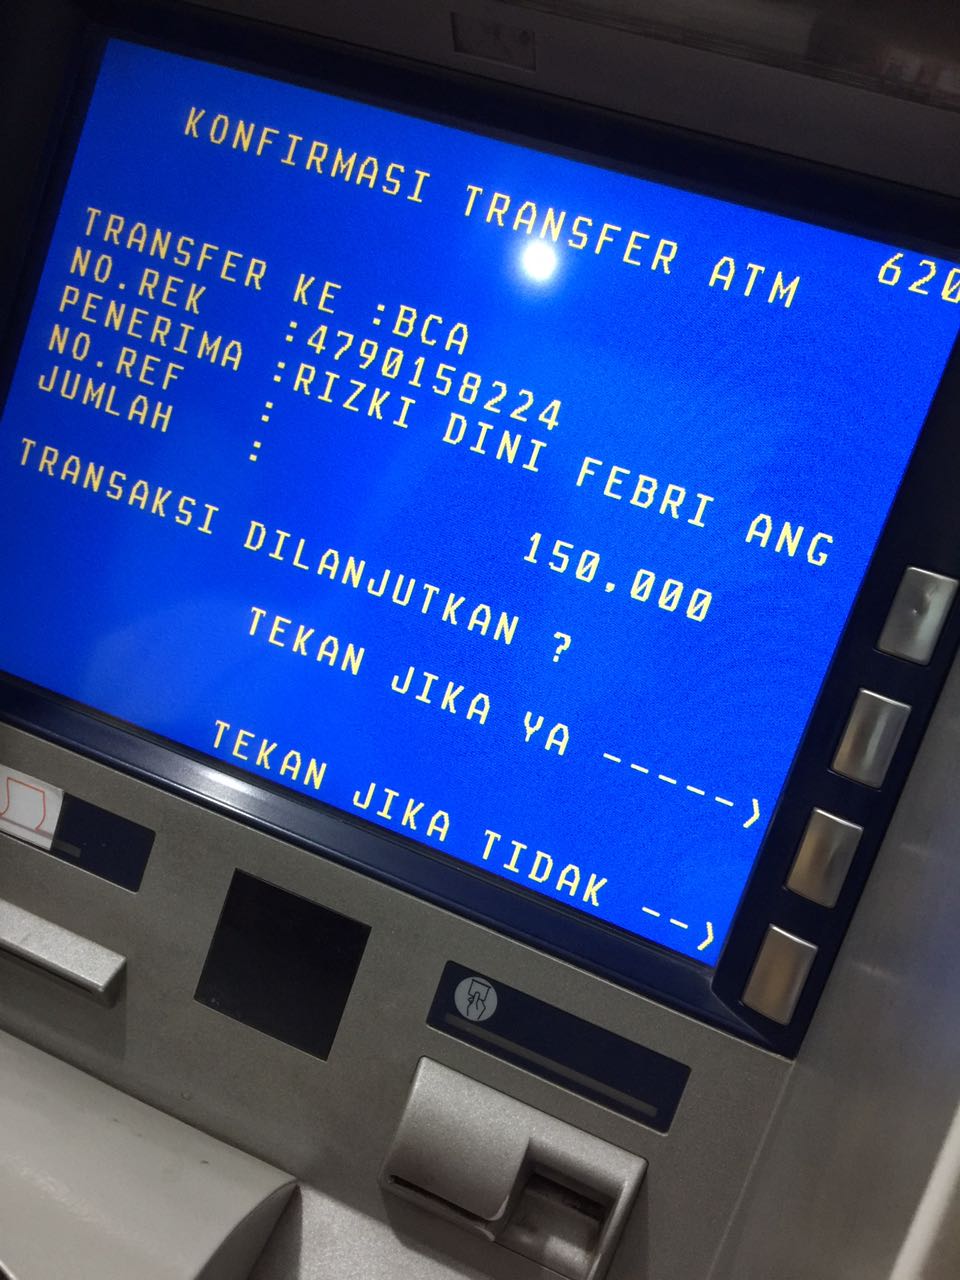 KONFIRMASI TRANSFER ATM 620
TRANSFER KE :BCA
NO.REK :4790158224
PENERIMA :RIZKI DINI FEBRI ANG
NO.REF :
JUMLAH : 150,000
TRANSAKSI DILANJUTKAN ?
TEKAN JIKA YA ----->
TEKAN JIKA TIDAK -->